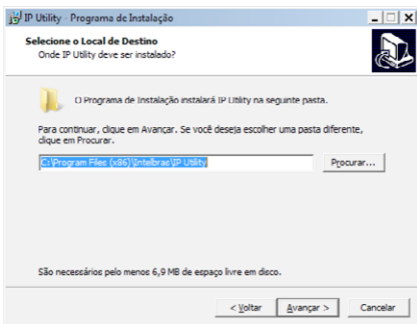 IP Utility - Programa de Instalação
Selecione o Local de Destino
Onde IP Utility deve ser instalado?
O Programa de Instalação instalará IP Utility na seguinte pasta.
Para continuar, clique em Avançar. Se você deseja escolher uma pasta diferente,
clique em Procurar.
C:\Program Files (x86)\Intelbras\IP Utility
Procurar...
São necessários pelo menos 6,9 MB de espaço livre em disco.
< Voltar
Avançar >
Cancelar